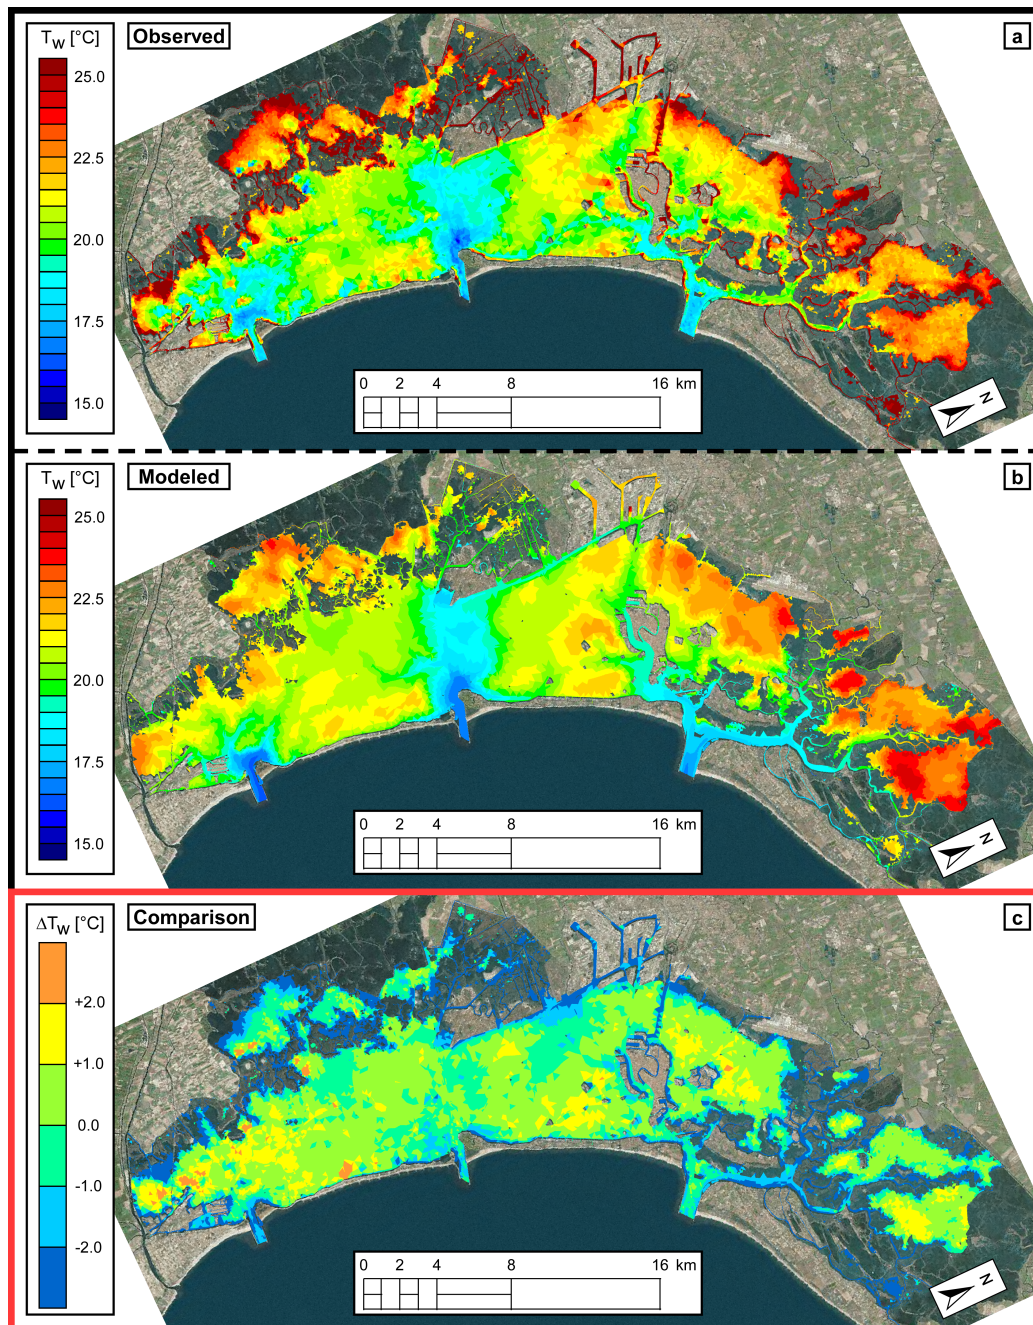 T_W [°C]
Observed
a
25.0
22.5
20.0
17.5
15.0
0 2 4 8 16 km
N
T_W [°C]
Modeled
b
25.0
22.5
20.0
17.5
15.0
0 2 4 8 16 km
N
ΔT_W [°C]
Comparison
c
+2.0
+1.0
0.0
-1.0
-2.0
0 2 4 8 16 km
N